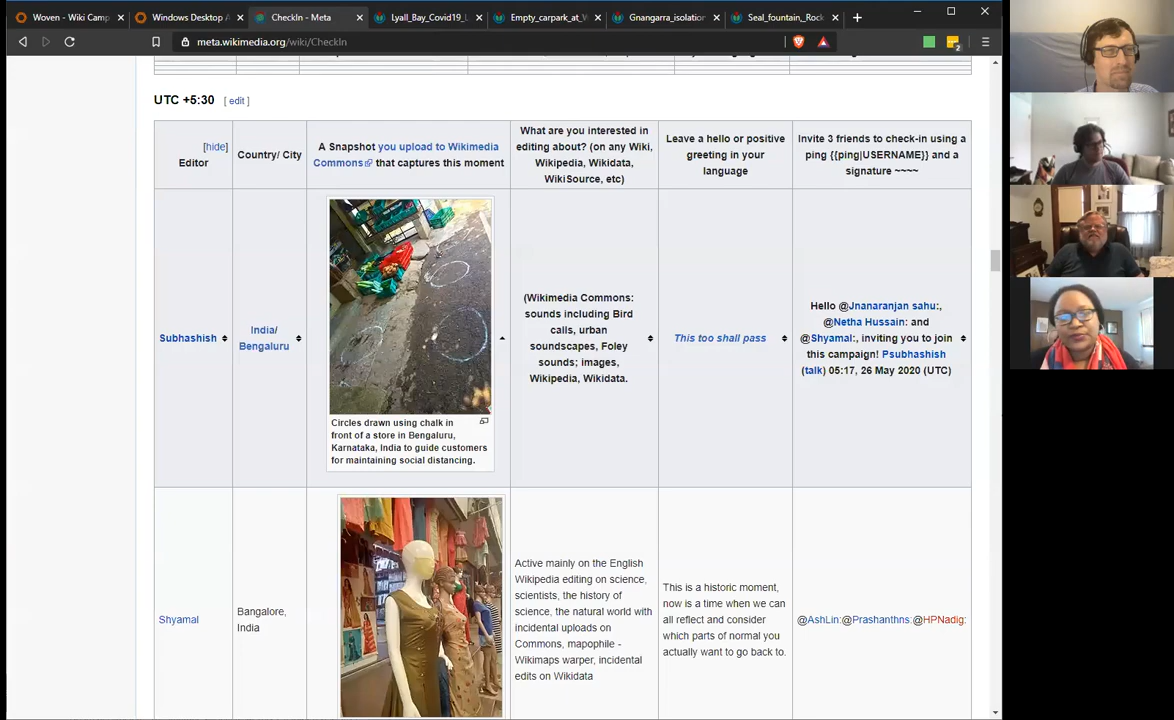 Woven - Wiki Camp
Windows Desktop A
CheckIn - Meta
Lyall_Bay_Covid19_L
Empty_carpark_at_W
Gnangarra_isolation
Seal_fountain,_Rock
meta.wikimedia.org/wiki/CheckIn
2
UTC +5:30 [ edit ]
[hide]
Editor
Country/ City
A Snapshot you upload to Wikimedia
Commons that captures this moment
What are you interested in
editing about? (on any Wiki,
Wikipedia, Wikidata,
WikiSource, etc)
Leave a hello or positive
greeting in your
language
Invite 3 friends to check-in using a
ping {{ping|USERNAME}} and a
signature ~~~~
Subhashish
India/
Bengaluru
Circles drawn using chalk in
front of a store in Bengaluru,
Karnataka, India to guide customers
for maintaining social distancing.
(Wikimedia Commons:
sounds including Bird
calls, urban
soundscapes, Foley
sounds; images,
Wikipedia, Wikidata.
This too shall pass
Hello @Jnanaranjan sahu:,
@Netha Hussain: and
@Shyamal:, inviting you to join
this campaign! Psubhashish
(talk) 05:17, 26 May 2020 (UTC)
Shyamal
Bangalore,
India
Active mainly on the English
Wikipedia editing on science,
scientists, the history of
science, the natural world with
incidental uploads on
Commons, mapophile -
Wikimaps warper, incidental
edits on Wikidata
This is a historic moment,
now is a time when we can
all reflect and consider
which parts of normal you
actually want to go back to.
@AshLin:@Prashanthns:@HPNadig: